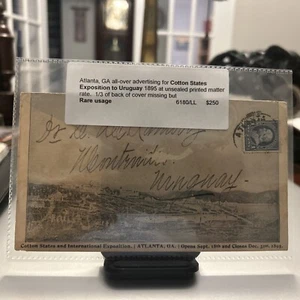 Atlanta, GA all-over advertising for Cotton States
Exposition to Uruguay 1895 at unsealed printed matter
rate. 1/3 of back of cover missing but
Rare usage 6180/LL $250
Uruguay.
Cotton States and International Exposition, | ATLANTA, GA. | Opens Sept. 18th and Closes Dec. 31st, 1895.